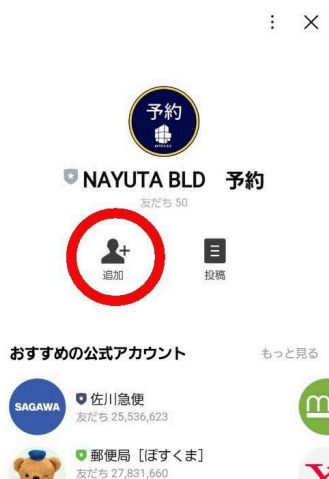 予約
NAYUTA BLD 予約
友だち 50
追加
投稿
おすすめの公式アカウント
もっと見る
SAGAWA
佐川急便
友だち 25,536,623
m
郵便局［ぽすくま］
友だち 27,831,660
Y